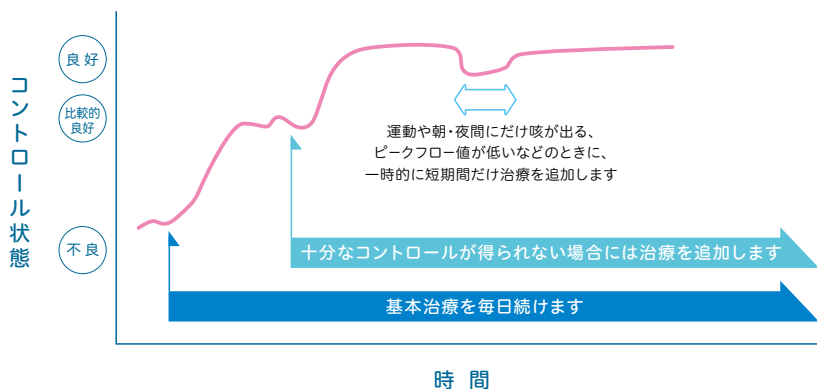 コントロール状態
良好
比較的
良好
不良
運動や朝・夜間にだけ咳が出る、
ピークフロー値が低いなどのときに、
一時的に短期間だけ治療を追加します
十分なコントロールが得られない場合には治療を追加します
基本治療を毎日続けます
時間